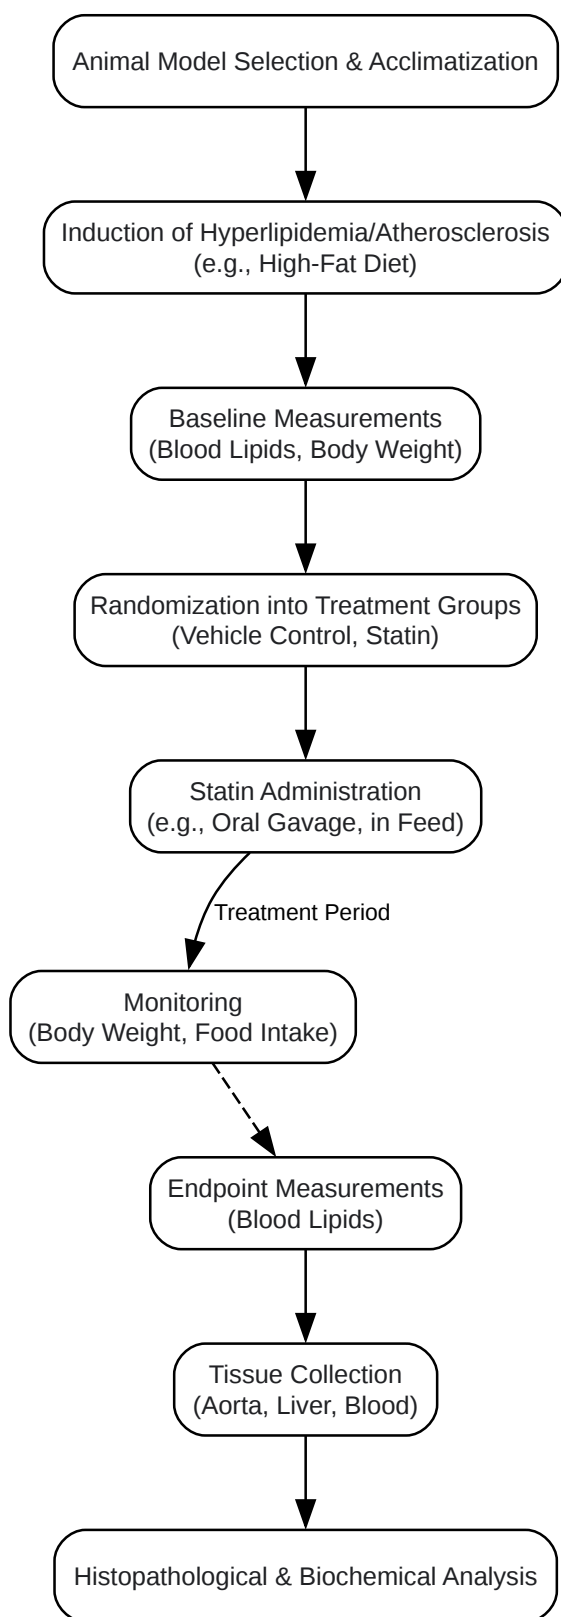 Animal Model Selection & Acclimatization
Induction of Hyperlipidemia/Atherosclerosis
(e.g., High-Fat Diet)
Baseline Measurements
(Blood Lipids, Body Weight)
Randomization into Treatment Groups
(Vehicle Control, Statin)
Statin Administration
(e.g., Oral Gavage, in Feed)
Treatment Period
Monitoring
(Body Weight, Food Intake)
Endpoint Measurements
(Blood Lipids)
Tissue Collection
(Aorta, Liver, Blood)
Histopathological & Biochemical Analysis